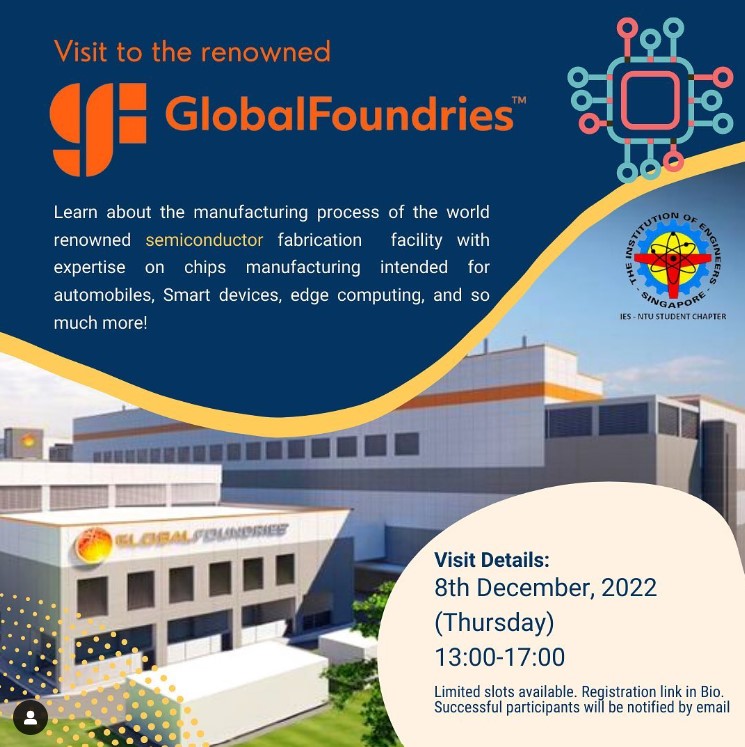 Visit to the renowned
GF GlobalFoundries™
Learn about the manufacturing process of the world
renowned semiconductor fabrication facility with
expertise on chips manufacturing intended for
automobiles, Smart devices, edge computing, and so
much more!
THE INSTITUTION OF ENGINEERS
· SINGAPORE ·
IES - NTU STUDENT CHAPTER
GLOBALFOUNDRIES
Visit Details:
8th December, 2022
(Thursday)
13:00-17:00
Limited slots available. Registration link in Bio.
Successful participants will be notified by email